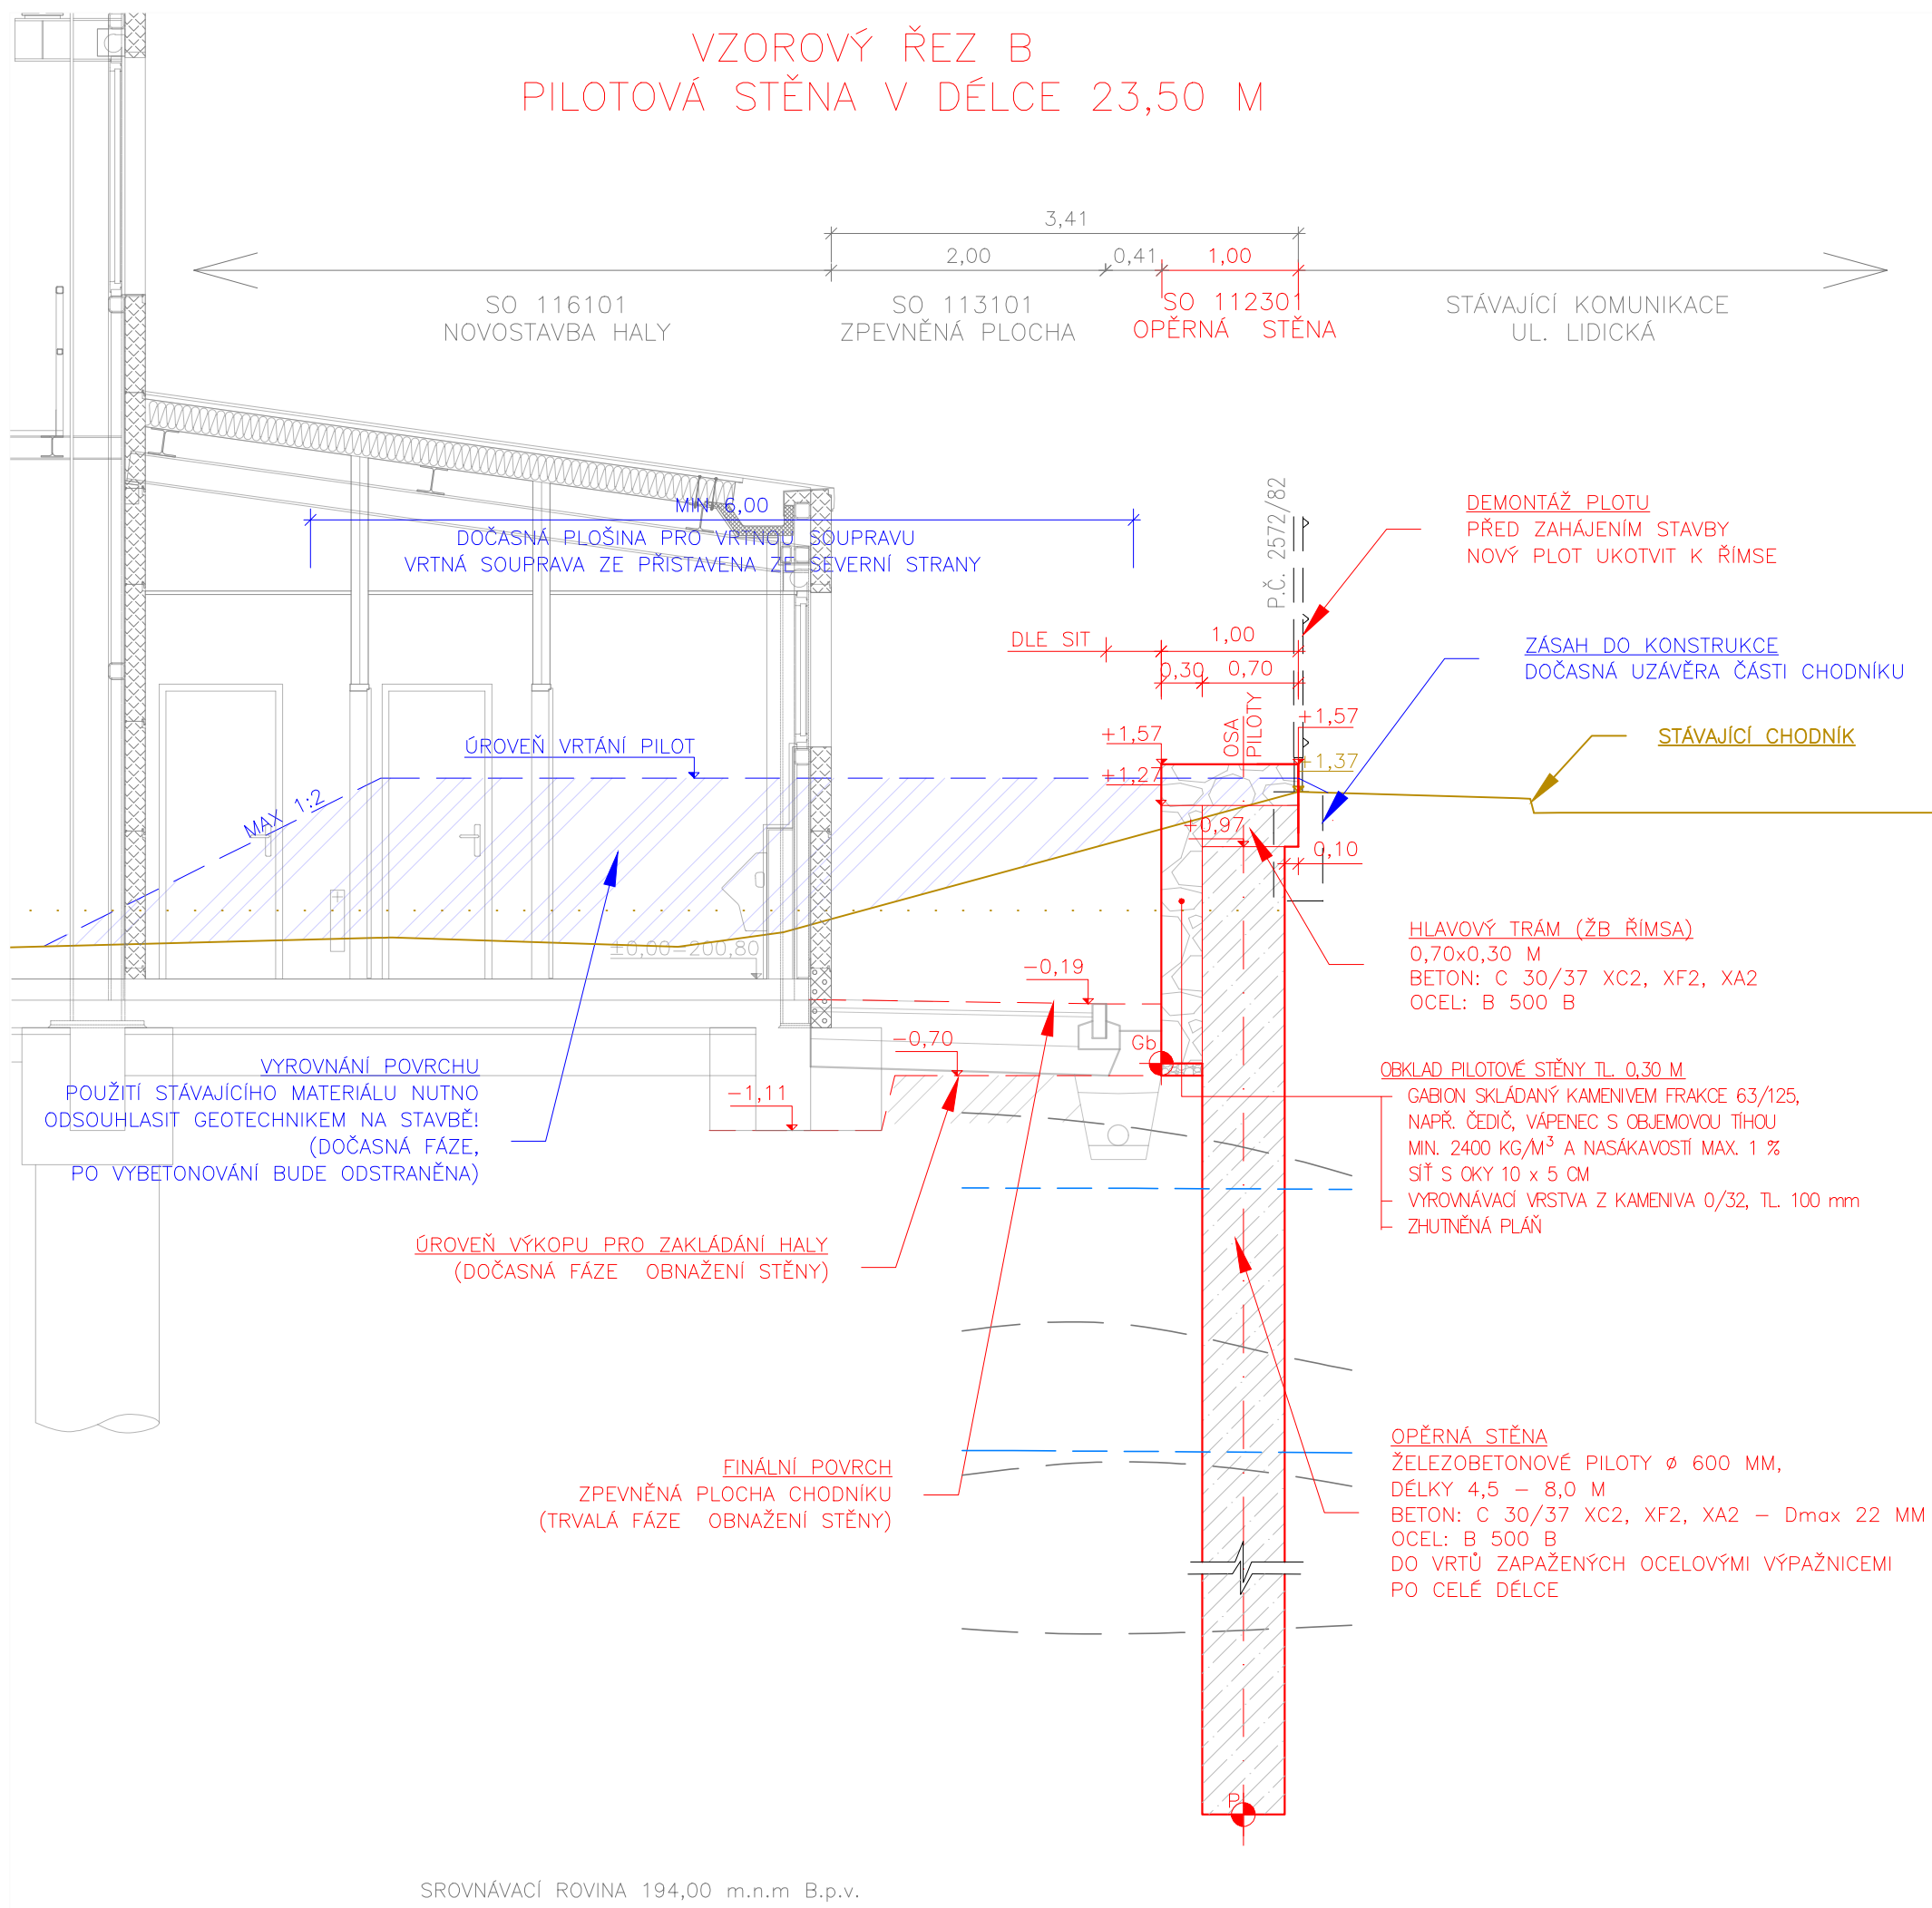 VZOROVÝ ŘEZ B
PILOTOVÁ STĚNA V DÉLCE 23,50 M
3,41
2,00
0,41
1,00
SO 116101
NOVOSTAVBA HALY
SO 113101
ZPEVNĚNÁ PLOCHA
SO 112301
OPĚRNÁ STĚNA
STÁVAJÍCÍ KOMUNIKACE
UL. LIDICKÁ
MIN 6,00
DOČASNÁ PLOŠINA PRO VRTNOU SOUPRAVU
VRTNÁ SOUPRAVA ZE PŘISTAVENA ZE SEVERNÍ STRANY
P.Č. 2572/82
DEMONTÁŽ PLOTU
PŘED ZAHÁJENÍM STAVBY
NOVÝ PLOT UKOTVIT K ŘÍMSE
DLE SIT
1,00
0,30
0,70
ZÁSAH DO KONSTRUKCE
DOČASNÁ UZÁVĚRA ČÁSTI CHODNÍKU
OSA
PILOTY
+1,57
+1,57
STÁVAJÍCÍ CHODNÍK
ÚROVEŇ VRTÁNÍ PILOT
+1,37
+1,27
MAX 1:2
+0,97
0,10
HLAVOVÝ TRÁM (ŽB ŘÍMSA)
0,70x0,30 M
BETON: C 30/37 XC2, XF2, XA2
OCEL: B 500 B
±0,00=200,80
-0,19
-0,70
Gb
-1,11
VYROVNÁNÍ POVRCHU
POUŽITÍ STÁVAJÍCÍHO MATERIÁLU NUTNO
ODSOUHLASIT GEOTECHNIKEM NA STAVBĚ!
(DOČASNÁ FÁZE,
PO VYBETONOVÁNÍ BUDE ODSTRANĚNA)
OBKLAD PILOTOVÉ STĚNY TL. 0,30 M
GABION SKLÁDANÝ KAMENIVEM FRAKCE 63/125,
NAPŘ. ČEDIČ, VÁPENEC S OBJEMOVOU TÍHOU
MIN. 2400 KG/M³ A NASÁKAVOSTÍ MAX. 1 %
SÍŤ S OKY 10 x 5 CM
VYROVNÁVACÍ VRSTVA Z KAMENIVA 0/32, TL. 100 mm
ZHUTNĚNÁ PLÁŇ
ÚROVEŇ VÝKOPU PRO ZAKLÁDÁNÍ HALY
(DOČASNÁ FÁZE OBNAŽENÍ STĚNY)
FINÁLNÍ POVRCH
ZPEVNĚNÁ PLOCHA CHODNÍKU
(TRVALÁ FÁZE OBNAŽENÍ STĚNY)
OPĚRNÁ STĚNA
ŽELEZOBETONOVÉ PILOTY ø 600 MM,
DÉLKY 4,5 – 8,0 M
BETON: C 30/37 XC2, XF2, XA2 – Dmax 22 MM
OCEL: B 500 B
DO VRTŮ ZAPAŽENÝCH OCELOVÝMI VÝPAŽNICEMI
PO CELÉ DÉLCE
P
SROVNÁVACÍ ROVINA 194,00 m.n.m B.p.v.